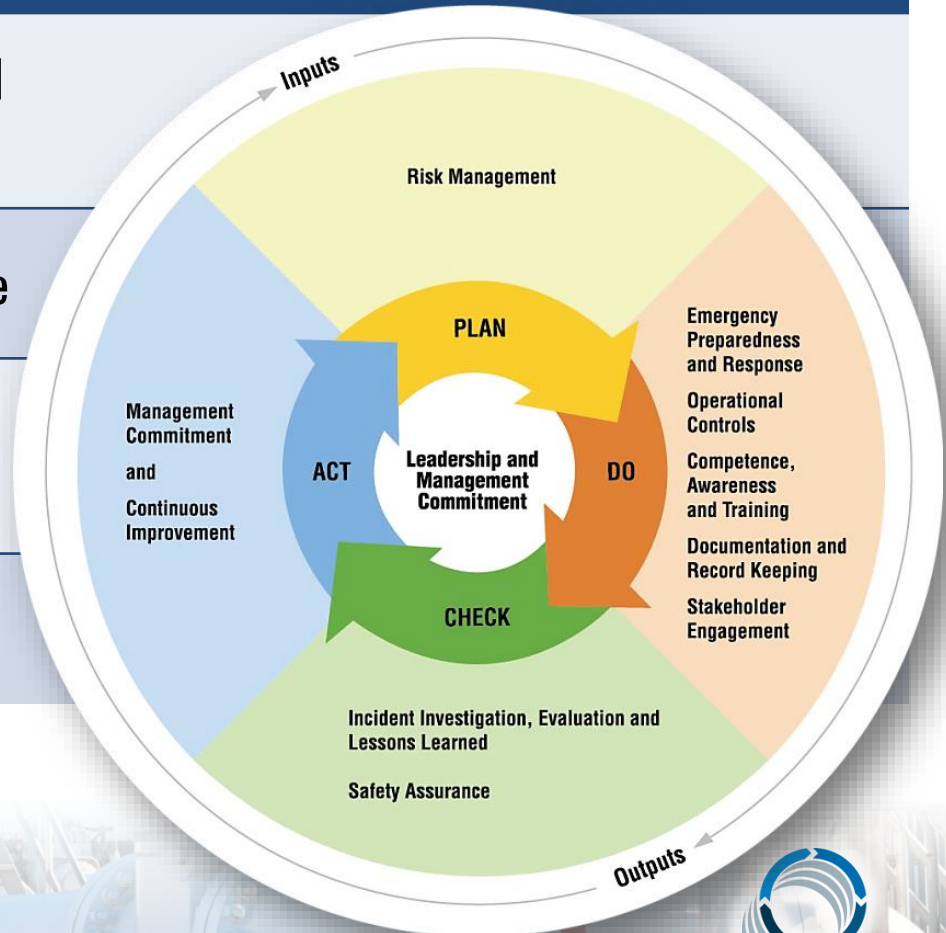 Inputs
Risk Management
PLAN
Emergency
Preparedness
and Response
Operational
Controls
Competence,
Awareness
and Training
Documentation and
Record Keeping
Stakeholder
Engagement
DO
Leadership and
Management
Commitment
ACT
Management
Commitment
and
Continuous
Improvement
CHECK
Incident Investigation, Evaluation and
Lessons Learned
Safety Assurance
Outputs